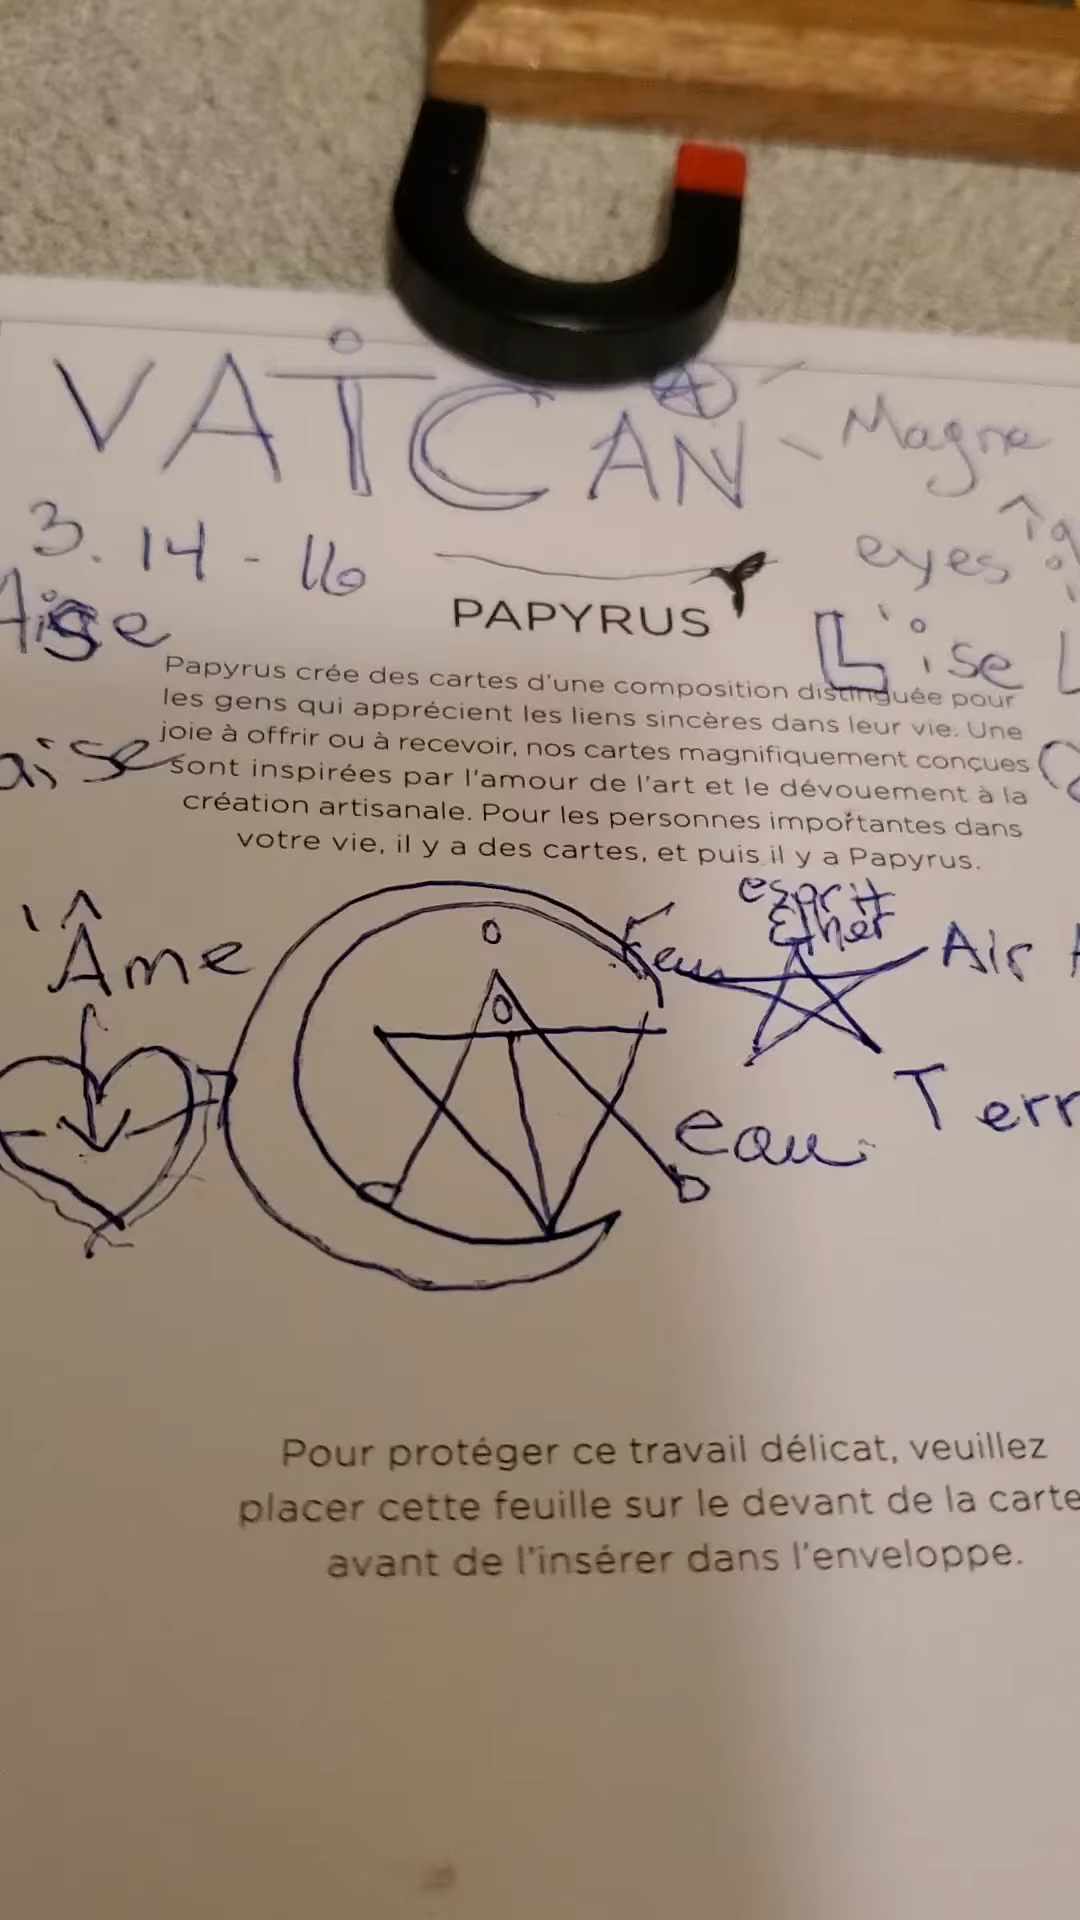 VATiCAN
Magne
3. 14 - 16
eyes
Aise
PAPYRUS
L'ise L
Papyrus crée des cartes d'une composition distinguée pour
les gens qui apprécient les liens sincères dans leur vie. Une
joie à offrir ou à recevoir, nos cartes magnifiquement conçues
aise
sont inspirées par l'amour de l'art et le dévouement à la
création artisanale. Pour les personnes importantes dans
votre vie, il y a des cartes, et puis il y a Papyrus.
esprit
Ether
'Âme
Feu
Air
Terr
eau
Pour protéger ce travail délicat, veuillez
placer cette feuille sur le devant de la carte
avant de l'insérer dans l'enveloppe.